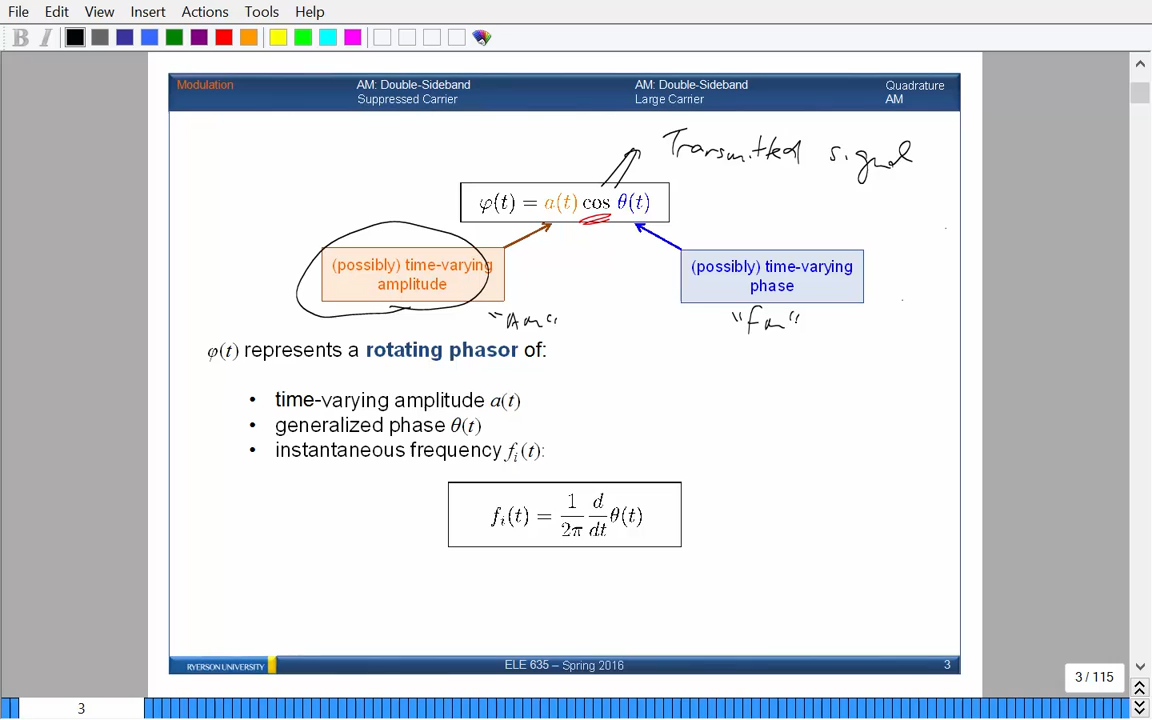 File Edit View Insert Actions Tools Help
B I
Modulation AM: Double-Sideband Suppressed Carrier AM: Double-Sideband Large Carrier Quadrature AM
Transmitted signal
φ(t) = a(t) cos θ(t)
(possibly) time-varying
amplitude
(possibly) time-varying
phase
"Am"
"Fm"
φ(t) represents a rotating phasor of:
• time-varying amplitude a(t)
• generalized phase θ(t)
• instantaneous frequency fᵢ(t):
fᵢ(t) = 1/2π d/dt θ(t)
RYERSON UNIVERSITY ELE 635 – Spring 2016 3
3 / 115
3